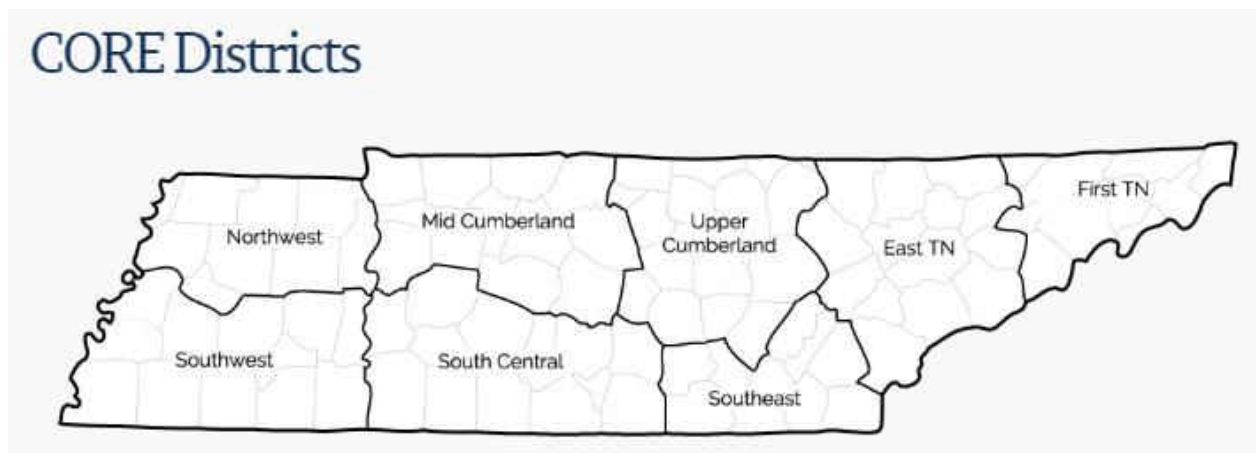 CORE Districts
First TN
Mid Cumberland
Upper
Cumberland
Northwest
East TN
Southwest
South Central
Southeast